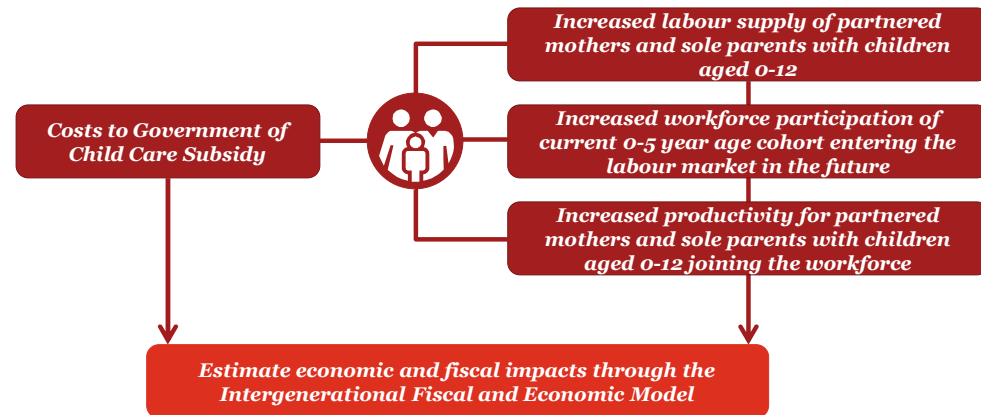 Increased labour supply of partnered
mothers and sole parents with children
aged 0-12
Costs to Government of
Child Care Subsidy
Increased workforce participation of
current 0-5 year age cohort entering the
labour market in the future
Increased productivity for partnered
mothers and sole parents with children
aged 0-12 joining the workforce
Estimate economic and fiscal impacts through the
Intergenerational Fiscal and Economic Model